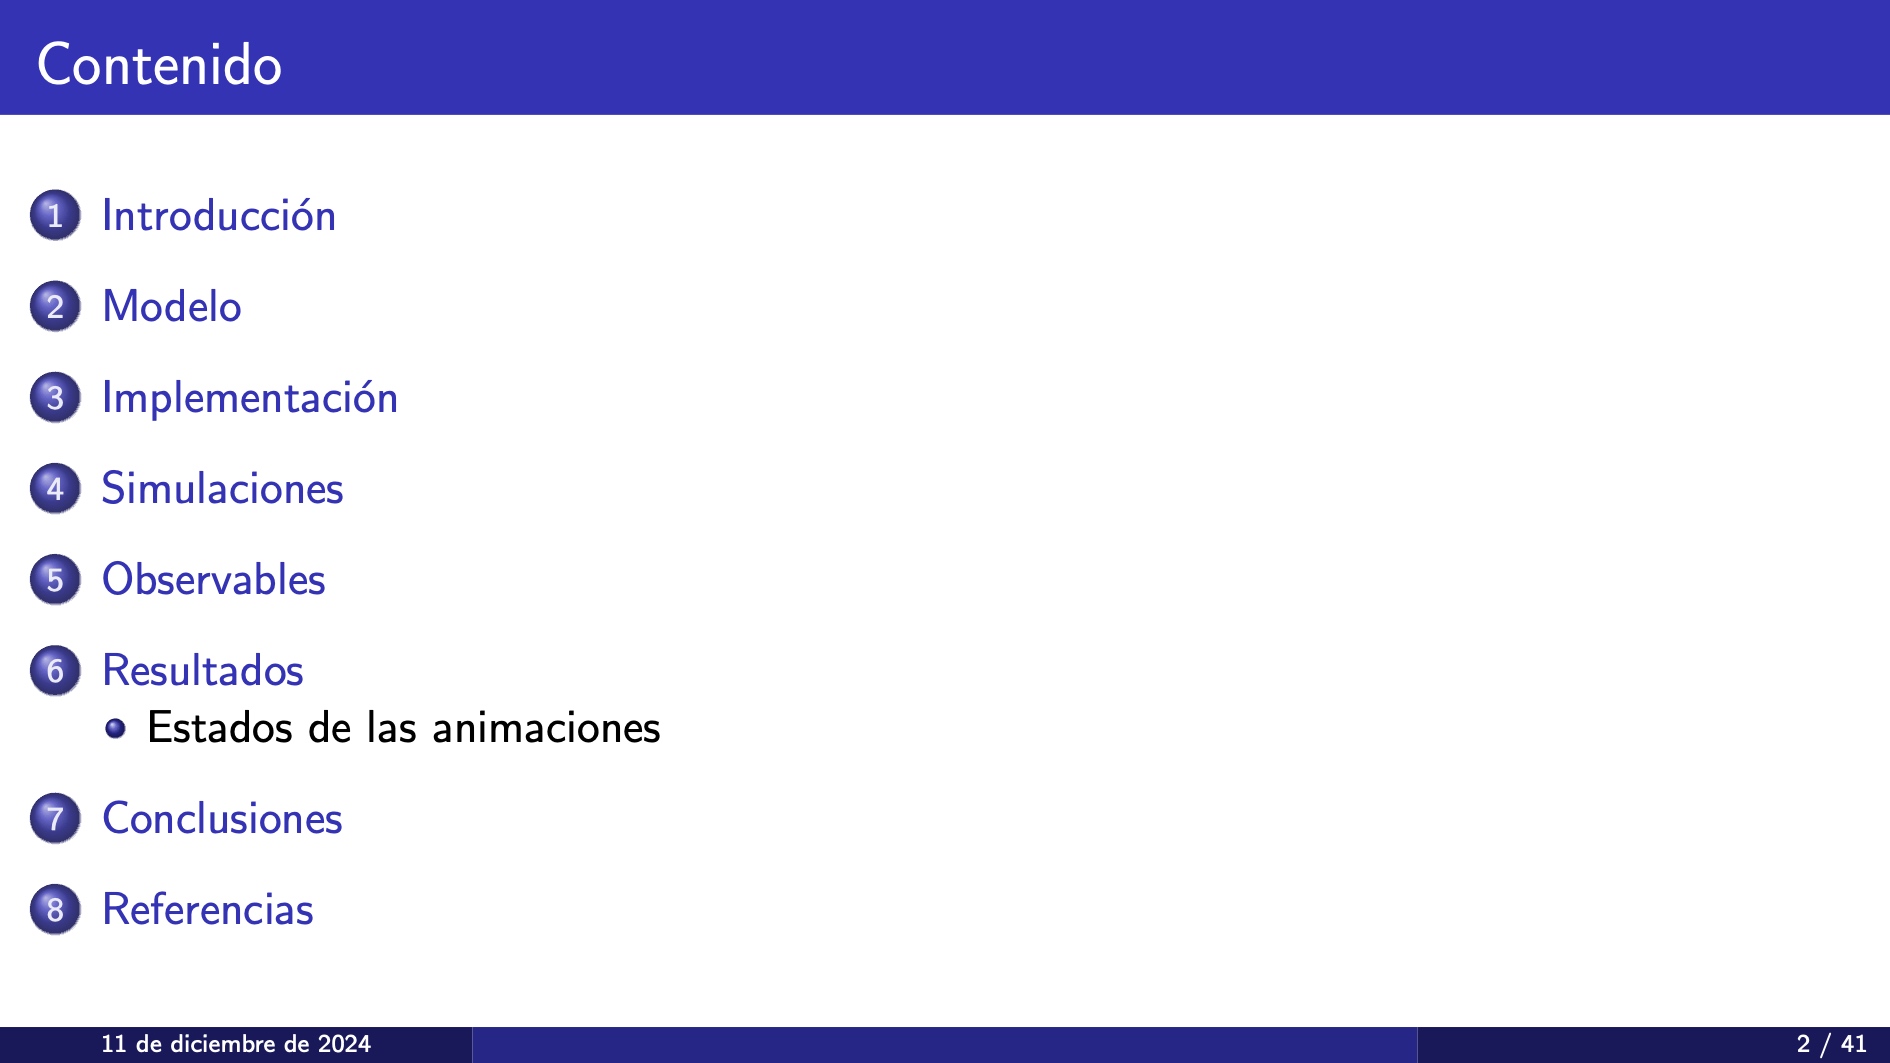 Contenido
1 Introducción
2 Modelo
3 Implementación
4 Simulaciones
5 Observables
6 Resultados
Estados de las animaciones
7 Conclusiones
8 Referencias
11 de diciembre de 2024
2 / 41